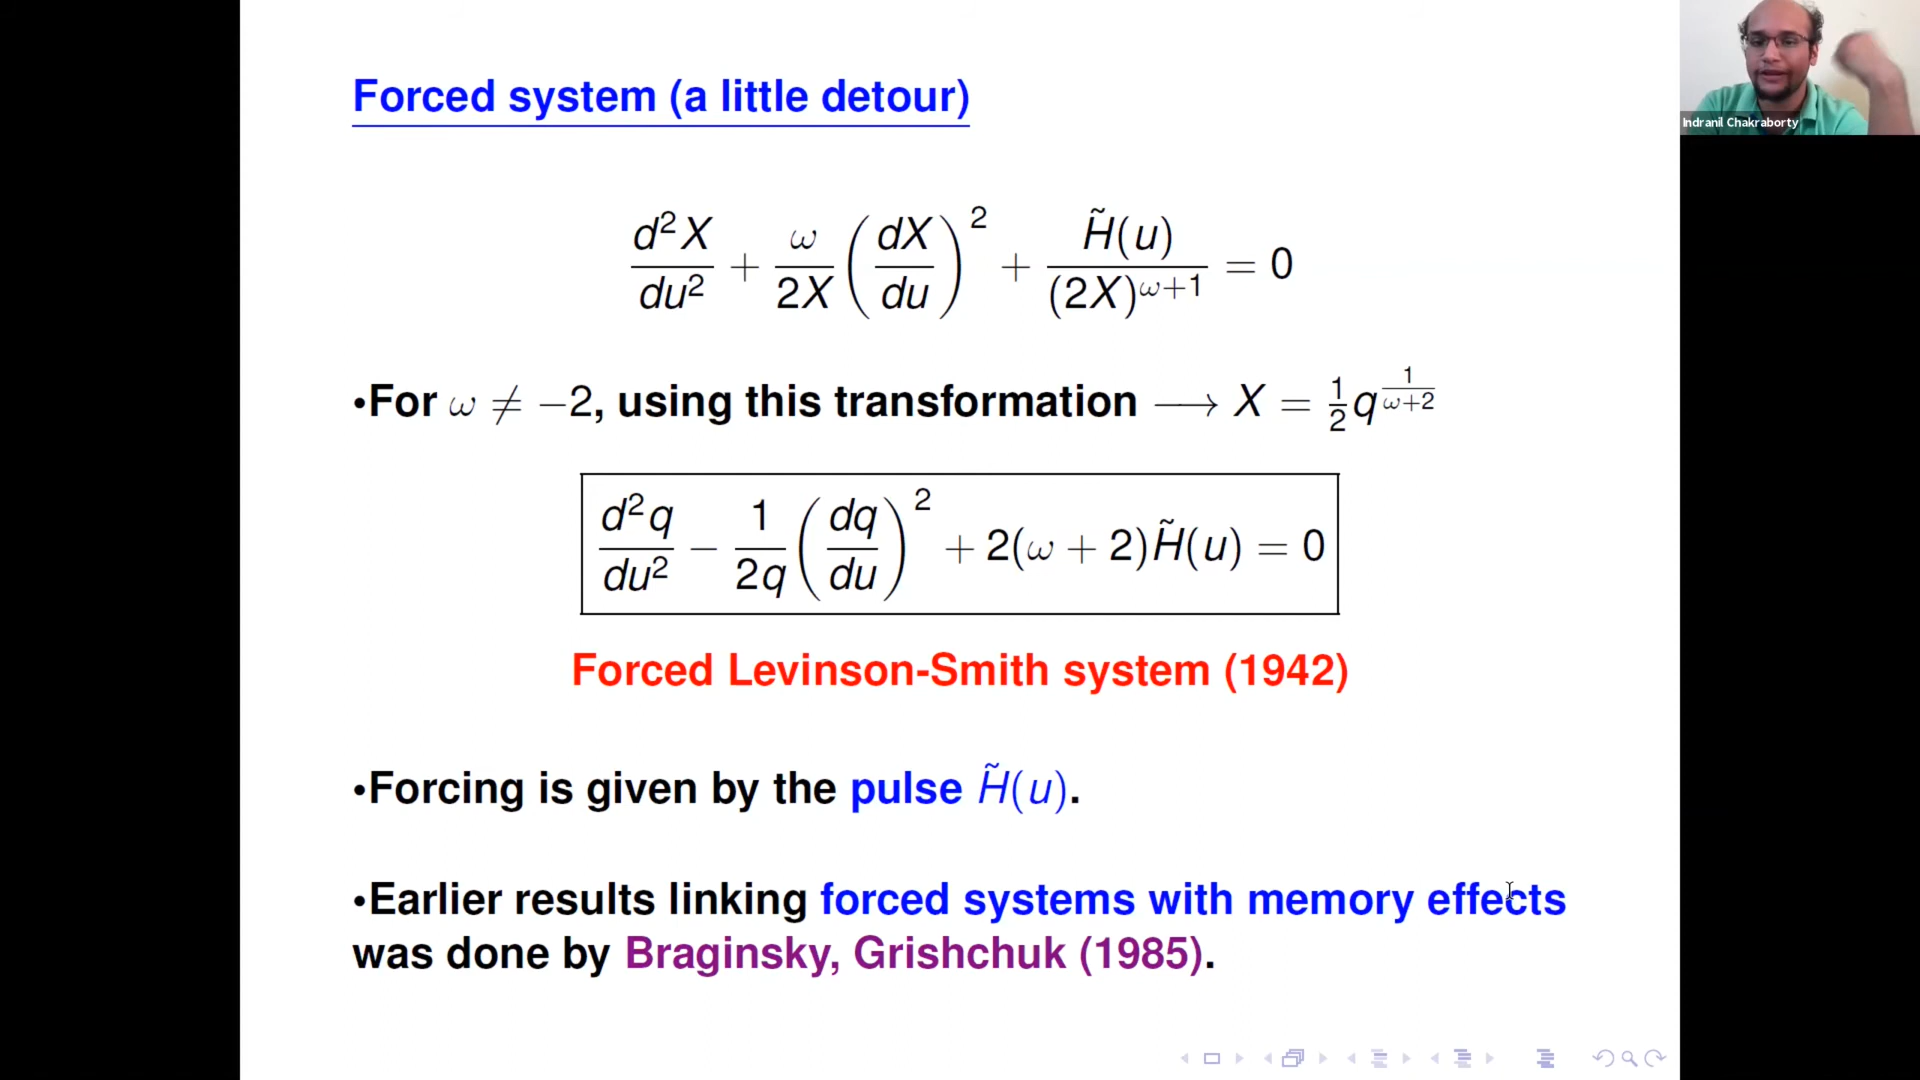 Forced system (a little detour)
Indranil Chakraborty
d²X/du² + ω/2X (dX/du)² + H̃(u)/(2X)^{ω+1} = 0
•For ω ≠ −2, using this transformation ⟶ X = ½q^{1/(ω+2)}
d²q/du² − 1/2q (dq/du)² + 2(ω + 2)H̃(u) = 0
Forced Levinson-Smith system (1942)
•Forcing is given by the pulse H̃(u).
•Earlier results linking forced systems with memory effects
was done by Braginsky, Grishchuk (1985).